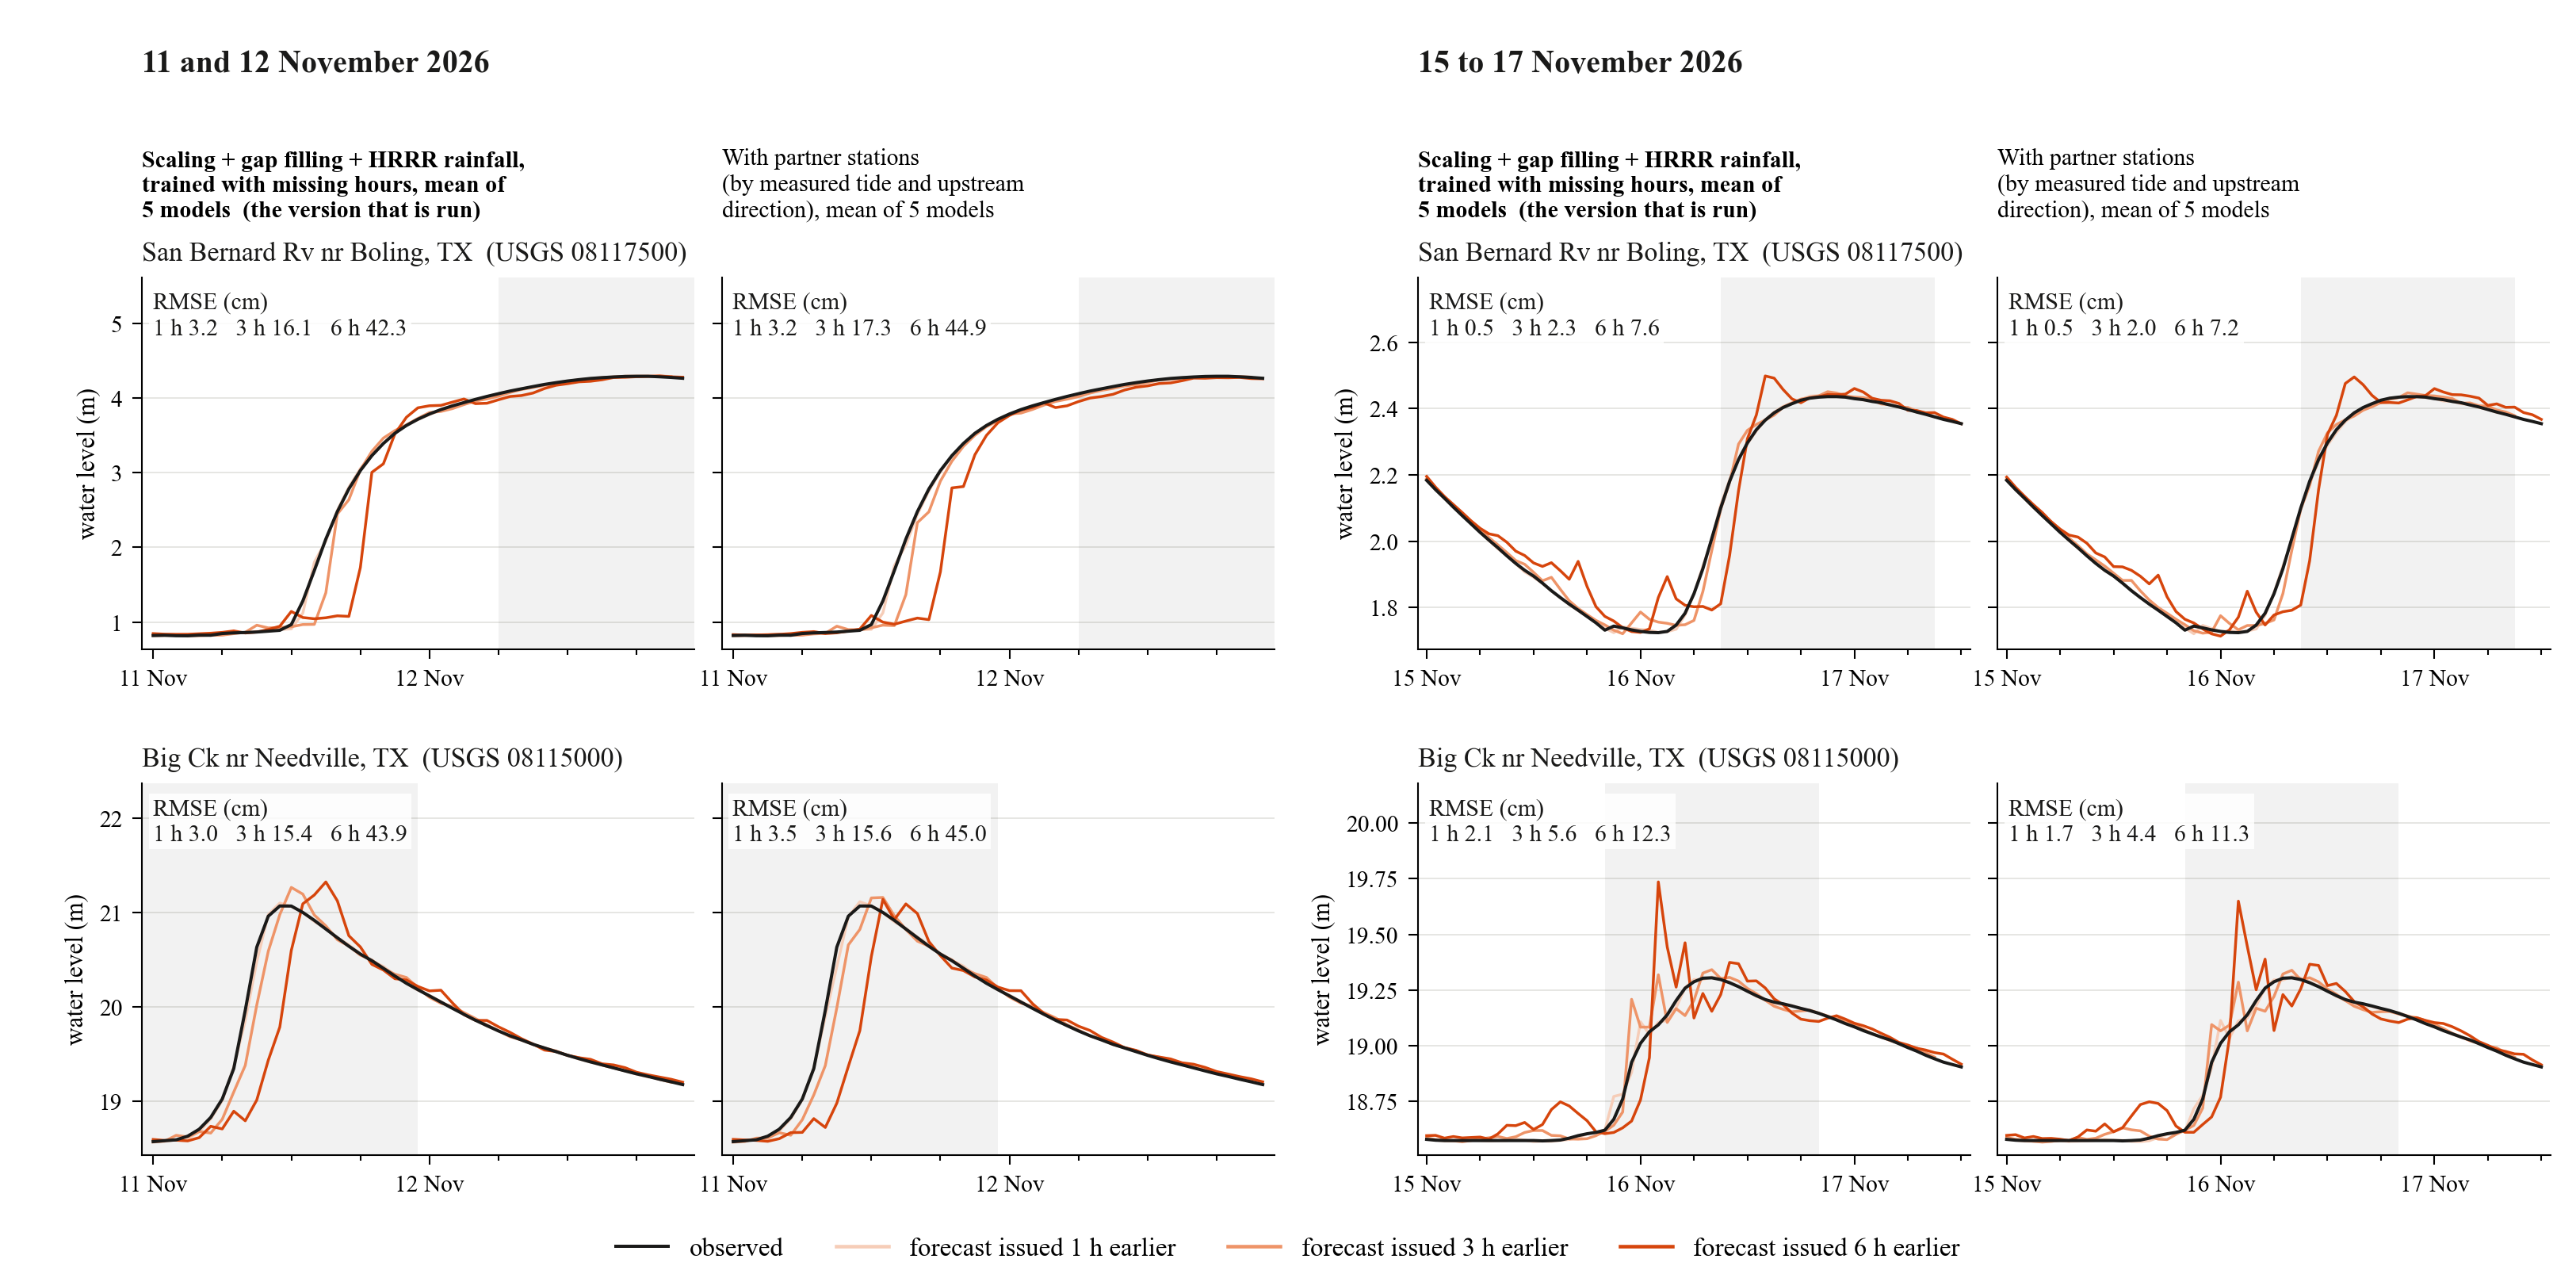 11 and 12 November 2026
15 to 17 November 2026
Scaling + gap filling + HRRR rainfall,
trained with missing hours, mean of
5 models  (the version that is run)
With partner stations
(by measured tide and upstream
direction), mean of 5 models
Scaling + gap filling + HRRR rainfall,
trained with missing hours, mean of
5 models  (the version that is run)
With partner stations
(by measured tide and upstream
direction), mean of 5 models
San Bernard Rv nr Boling, TX  (USGS 08117500)
San Bernard Rv nr Boling, TX  (USGS 08117500)
RMSE (cm)
1 h 3.2   3 h 16.1   6 h 42.3
RMSE (cm)
1 h 3.2   3 h 17.3   6 h 44.9
RMSE (cm)
1 h 0.5   3 h 2.3   6 h 7.6
RMSE (cm)
1 h 0.5   3 h 2.0   6 h 7.2
water level (m)
5
4
3
2
1
water level (m)
2.6
2.4
2.2
2.0
1.8
11 Nov
12 Nov
11 Nov
12 Nov
15 Nov
16 Nov
17 Nov
15 Nov
16 Nov
17 Nov
Big Ck nr Needville, TX  (USGS 08115000)
Big Ck nr Needville, TX  (USGS 08115000)
RMSE (cm)
1 h 3.0   3 h 15.4   6 h 43.9
RMSE (cm)
1 h 3.5   3 h 15.6   6 h 45.0
RMSE (cm)
1 h 2.1   3 h 5.6   6 h 12.3
RMSE (cm)
1 h 1.7   3 h 4.4   6 h 11.3
water level (m)
22
21
20
19
water level (m)
20.00
19.75
19.50
19.25
19.00
18.75
11 Nov
12 Nov
11 Nov
12 Nov
15 Nov
16 Nov
17 Nov
15 Nov
16 Nov
17 Nov
observed
forecast issued 1 h earlier
forecast issued 3 h earlier
forecast issued 6 h earlier